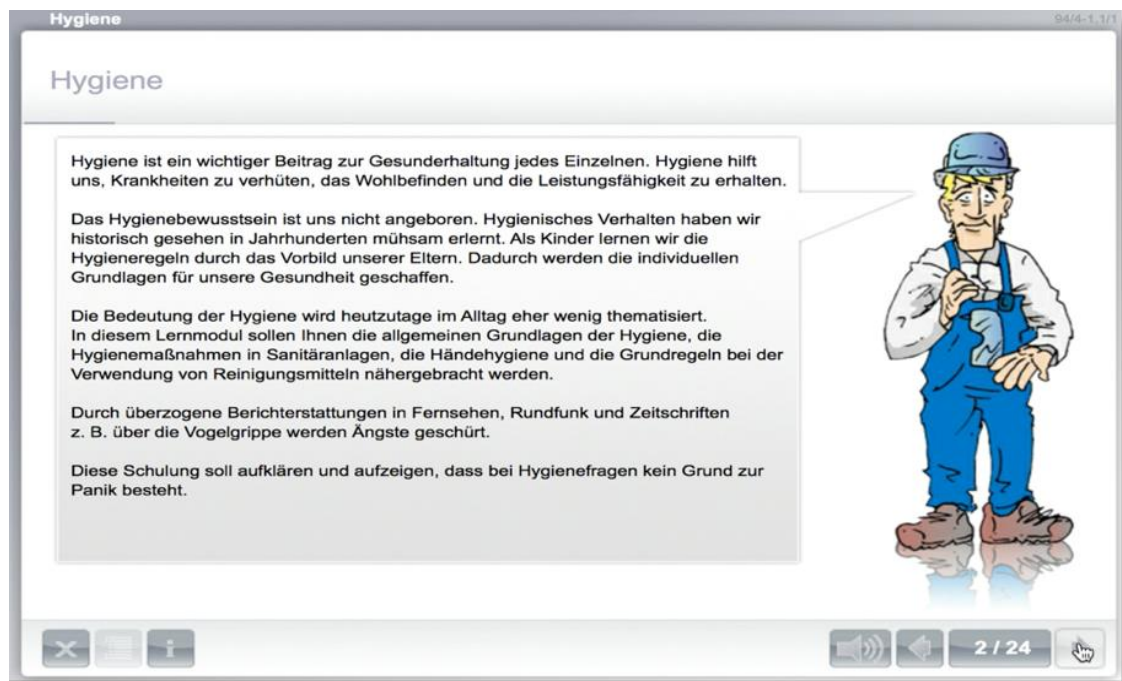 Hygiene
94/4-1.1/1
Hygiene
Hygiene ist ein wichtiger Beitrag zur Gesunderhaltung jedes Einzelnen. Hygiene hilft
uns, Krankheiten zu verhüten, das Wohlbefinden und die Leistungsfähigkeit zu erhalten.
Das Hygienebewusstsein ist uns nicht angeboren. Hygienisches Verhalten haben wir
historisch gesehen in Jahrhunderten mühsam erlernt. Als Kinder lernen wir die
Hygieneregeln durch das Vorbild unserer Eltern. Dadurch werden die individuellen
Grundlagen für unsere Gesundheit geschaffen.
Die Bedeutung der Hygiene wird heutzutage im Alltag eher wenig thematisiert.
In diesem Lernmodul sollen Ihnen die allgemeinen Grundlagen der Hygiene, die
Hygienemaßnahmen in Sanitäranlagen, die Händehygiene und die Grundregeln bei der
Verwendung von Reinigungsmitteln nähergebracht werden.
Durch überzogene Berichterstattungen in Fernsehen, Rundfunk und Zeitschriften
z. B. über die Vogelgrippe werden Ängste geschürt.
Diese Schulung soll aufklären und aufzeigen, dass bei Hygienefragen kein Grund zur
Panik besteht.
2 / 24